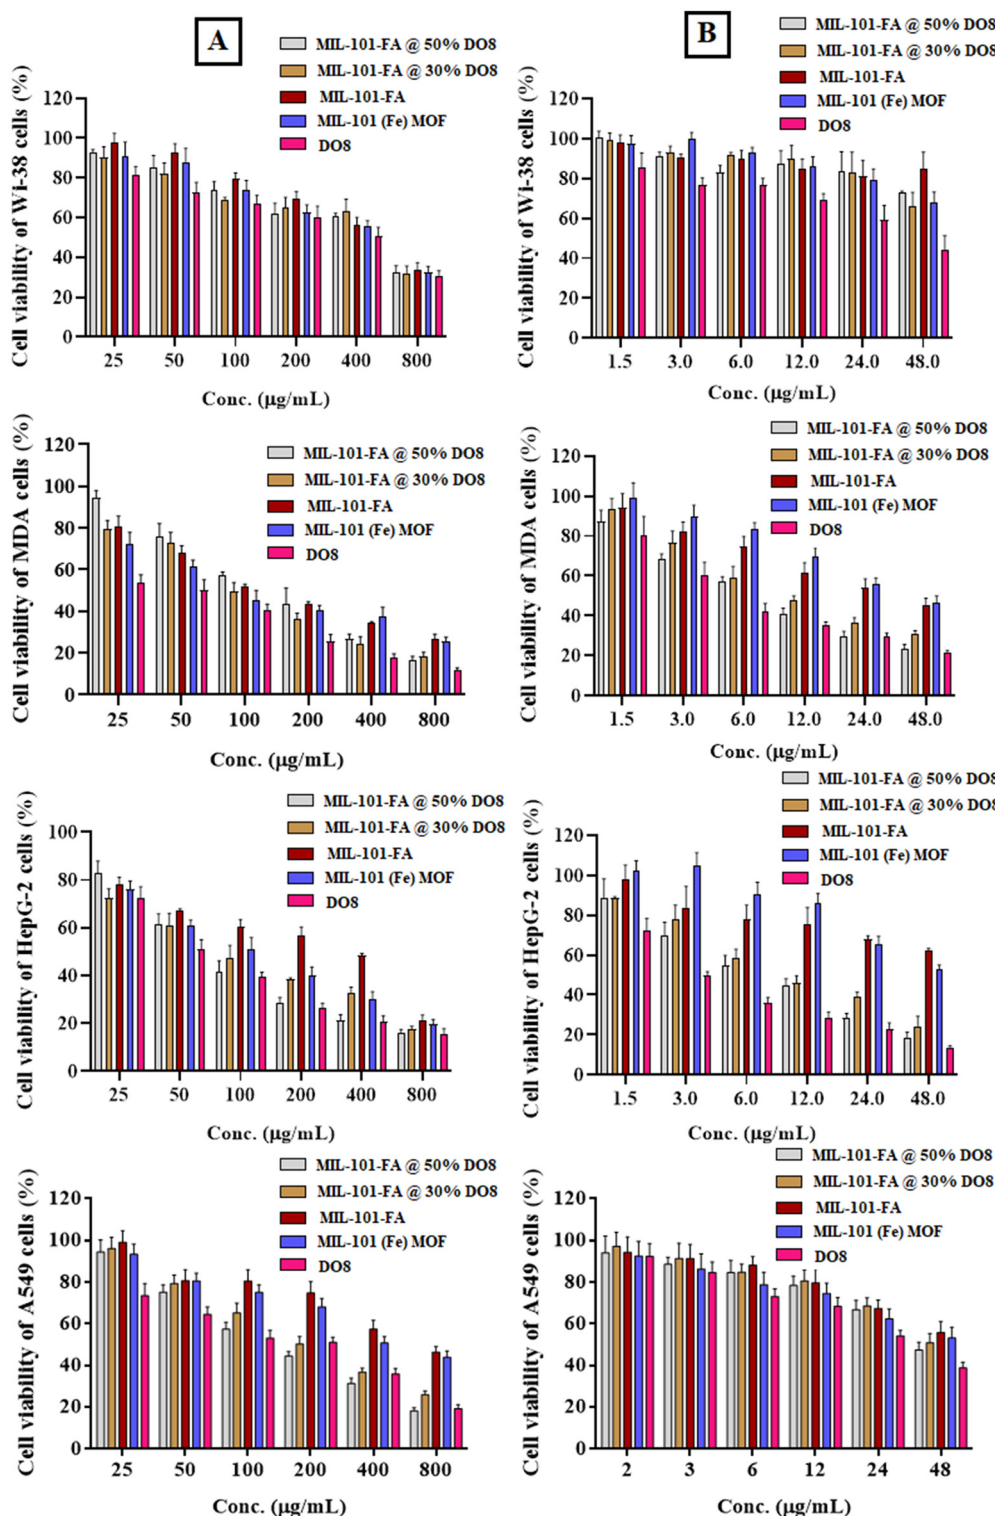 A
MIL-101-FA @ 50% DO8
MIL-101-FA @ 30% DO8
MIL-101-FA
MIL-101 (Fe) MOF
DO8
Cell viability of Wi-38 cells (%)
120
100
80
60
40
20
0
25 50 100 200 400 800
Conc. (μg/mL)
B
MIL-101-FA @ 50% DO8
MIL-101-FA @ 30% DO8
MIL-101-FA
MIL-101 (Fe) MOF
DO8
Cell viability of Wi-38 cells (%)
120
100
80
60
40
20
0
1.5 3.0 6.0 12.0 24.0 48.0
Conc. (μg/mL)
MIL-101-FA @ 50% DO8
MIL-101-FA @ 30% DO8
MIL-101-FA
MIL-101 (Fe) MOF
DO8
Cell viability of MDA cells (%)
120
100
80
60
40
20
0
25 50 100 200 400 800
Conc. (μg/mL)
MIL-101-FA @ 50% DO8
MIL-101-FA @ 30% DO8
MIL-101-FA
MIL-101 (Fe) MOF
DO8
Cell viability of MDA cells (%)
120
100
80
60
40
20
0
1.5 3.0 6.0 12.0 24.0 48.0
Conc. (μg/mL)
MIL-101-FA @ 50% DO8
MIL-101-FA @ 30% DO8
MIL-101-FA
MIL-101 (Fe) MOF
DO8
Cell viability of HepG-2 cells (%)
100
80
60
40
20
0
25 50 100 200 400 800
Conc. (μg/mL)
MIL-101-FA @ 50% DO8
MIL-101-FA @ 30% DO8
MIL-101-FA
MIL-101 (Fe) MOF
DO8
Cell viability of HepG-2 cells (%)
120
100
80
60
40
20
0
1.5 3.0 6.0 12.0 24.0 48.0
Conc. (μg/mL)
MIL-101-FA @ 50% DO8
MIL-101-FA @ 30% DO8
MIL-101-FA
MIL-101 (Fe) MOF
DO8
Cell viability of A549 cells (%)
120
100
80
60
40
20
0
25 50 100 200 400 800
Conc. (μg/mL)
MIL-101-FA @ 50% DO8
MIL-101-FA @ 30% DO8
MIL-101-FA
MIL-101 (Fe) MOF
DO8
Cell viability of A549 cells (%)
120
100
80
60
40
20
0
2 3 6 12 24 48
Conc. (μg/mL)